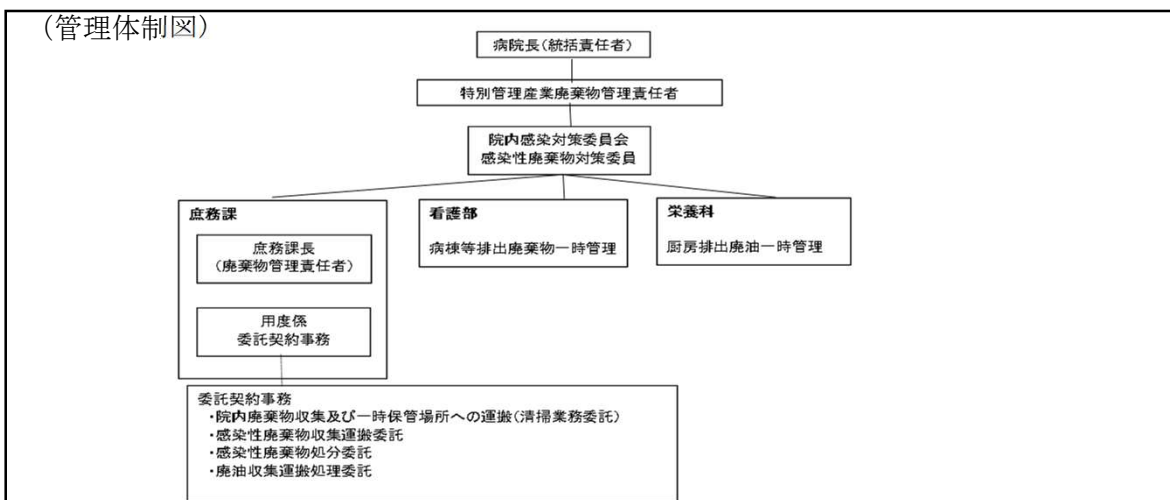 （管理体制図）
病院長（統括責任者）
特別管理産業廃棄物管理責任者
院内感染対策委員会
感染性廃棄物対策委員
庶務課
庶務課長
（廃棄物管理責任者）
用度係
委託契約事務
看護部
病棟等排出廃棄物一時管理
栄養科
厨房排出廃油一時管理
委託契約事務
・院内廃棄物収集及び一時保管場所への運搬（清掃業務委託）
・感染性廃棄物収集運搬委託
・感染性廃棄物処分委託
・廃油収集運搬処理委託